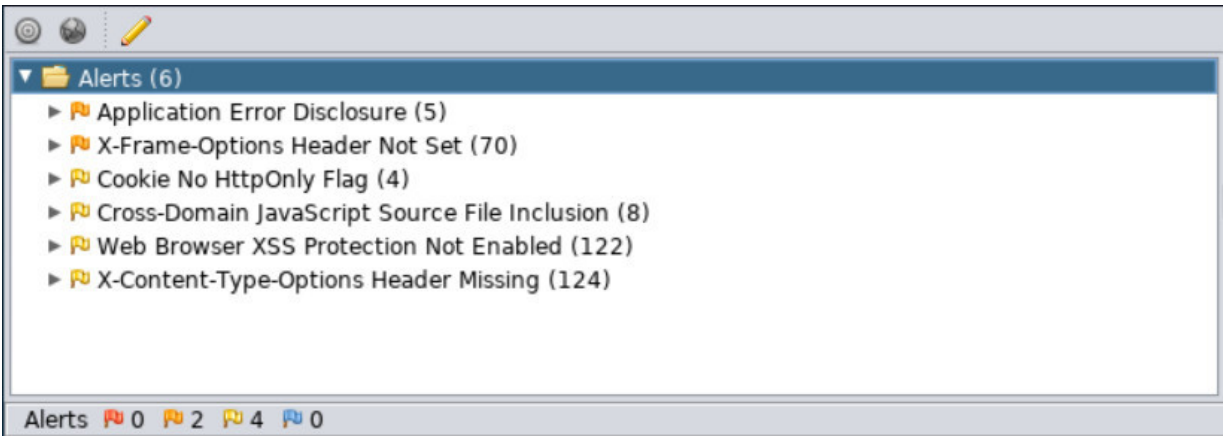 Alerts (6)
Application Error Disclosure (5)
X-Frame-Options Header Not Set (70)
Cookie No HttpOnly Flag (4)
Cross-Domain JavaScript Source File Inclusion (8)
Web Browser XSS Protection Not Enabled (122)
X-Content-Type-Options Header Missing (124)
Alerts 0 2 4 0